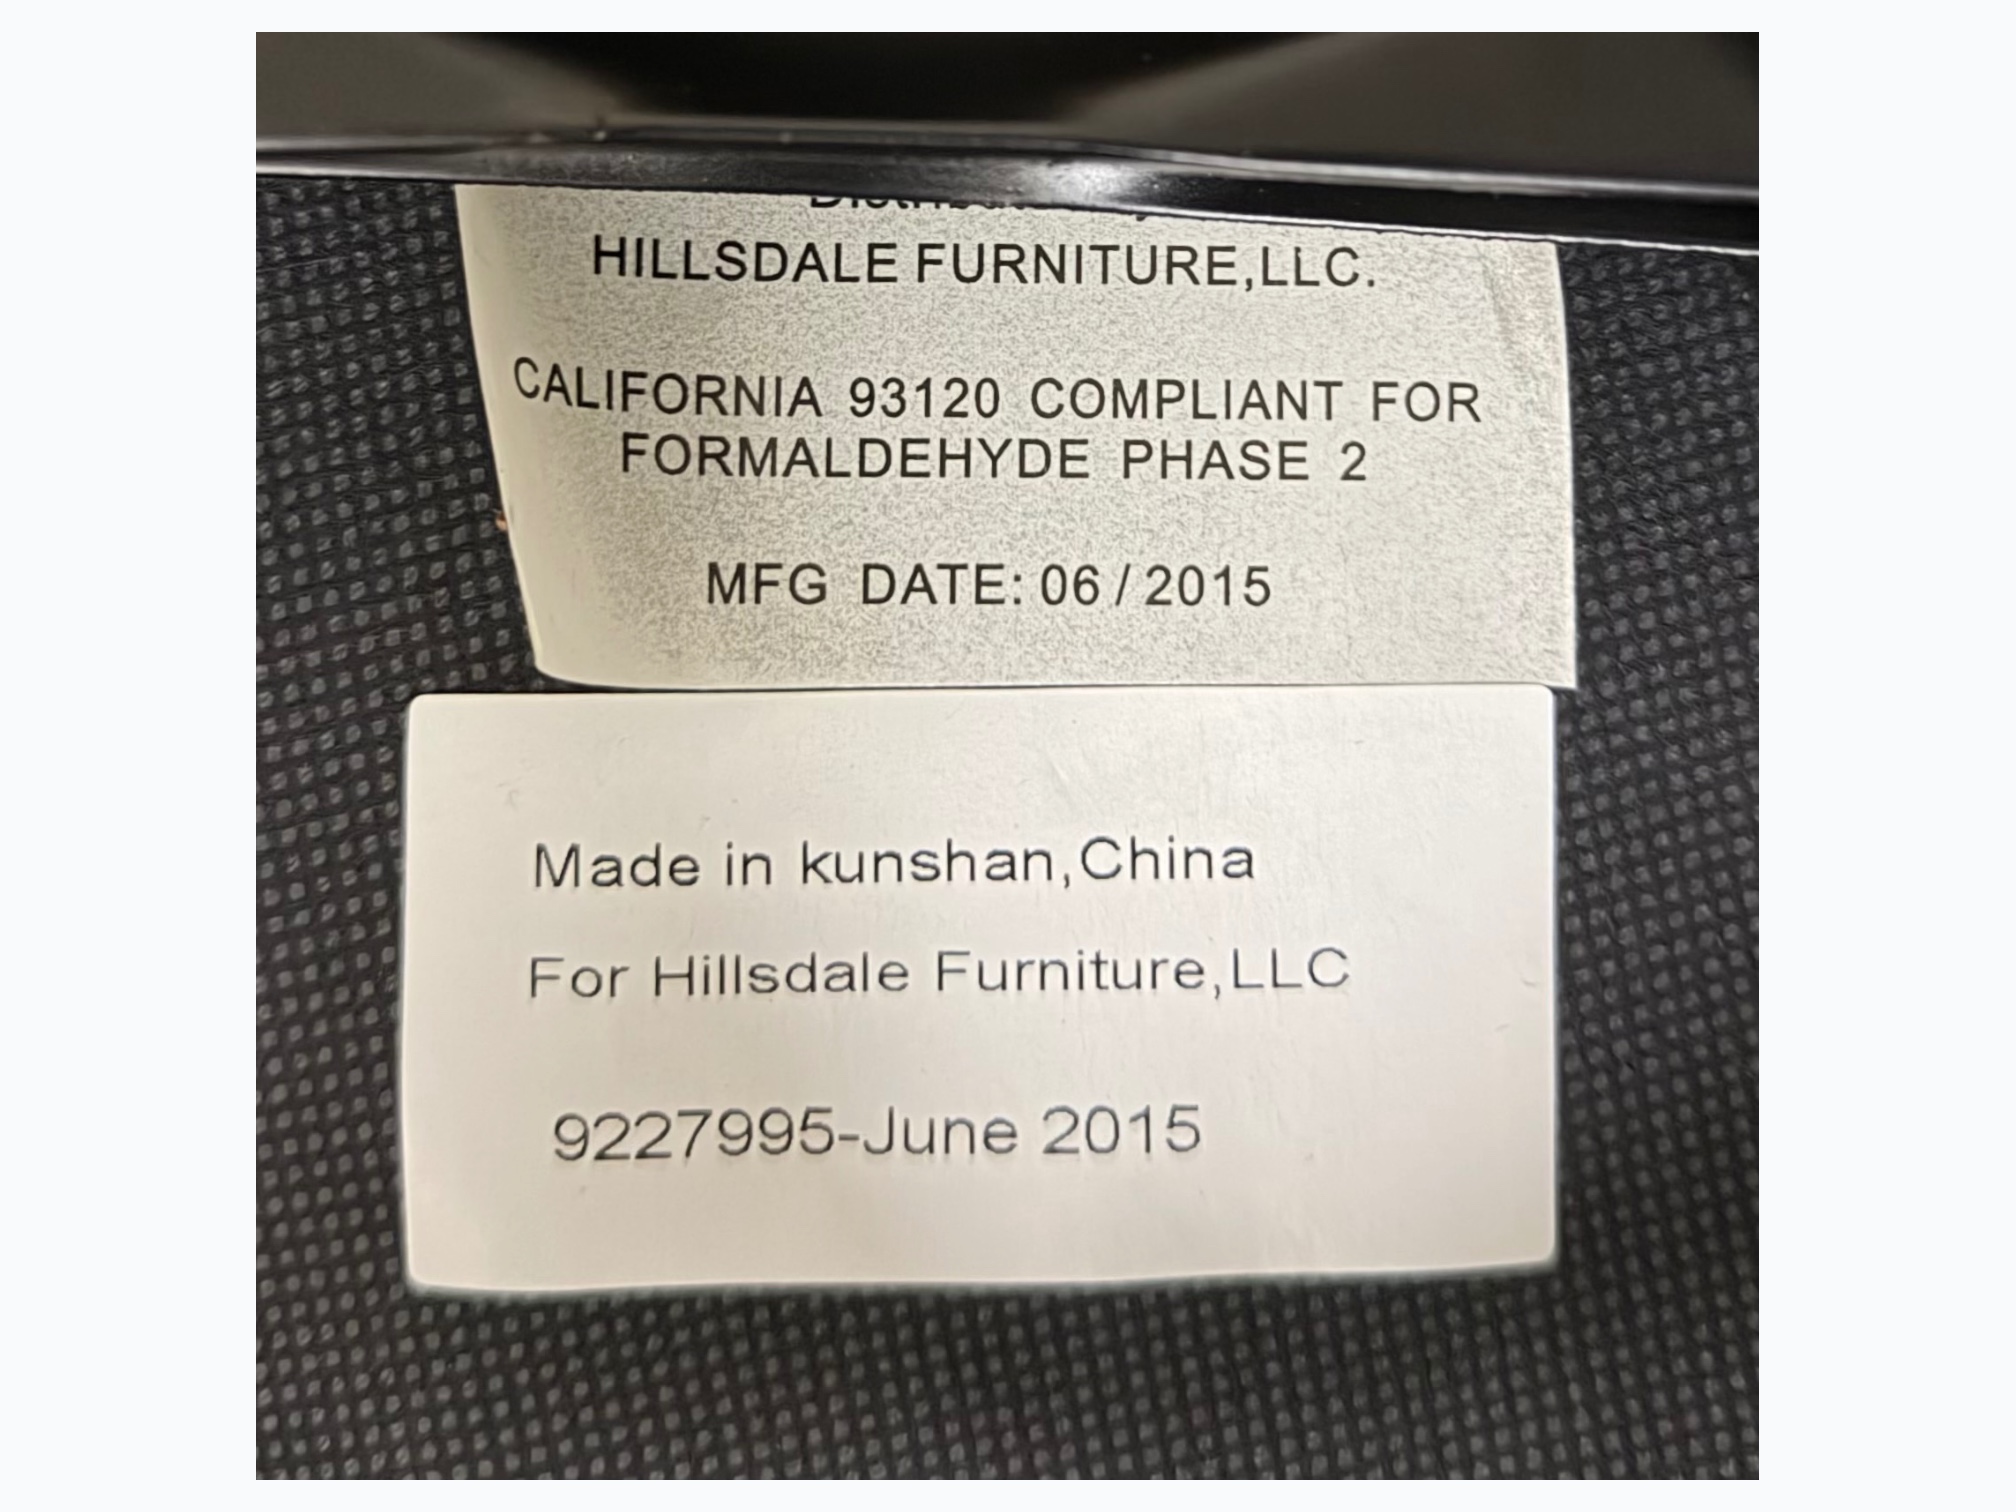 HILLSDALE FURNITURE,LLC.
CALIFORNIA 93120 COMPLIANT FOR
FORMALDEHYDE PHASE 2
MFG DATE: 06/2015
Made in kunshan,China
For Hillsdale Furniture,LLC
9227995-June 2015